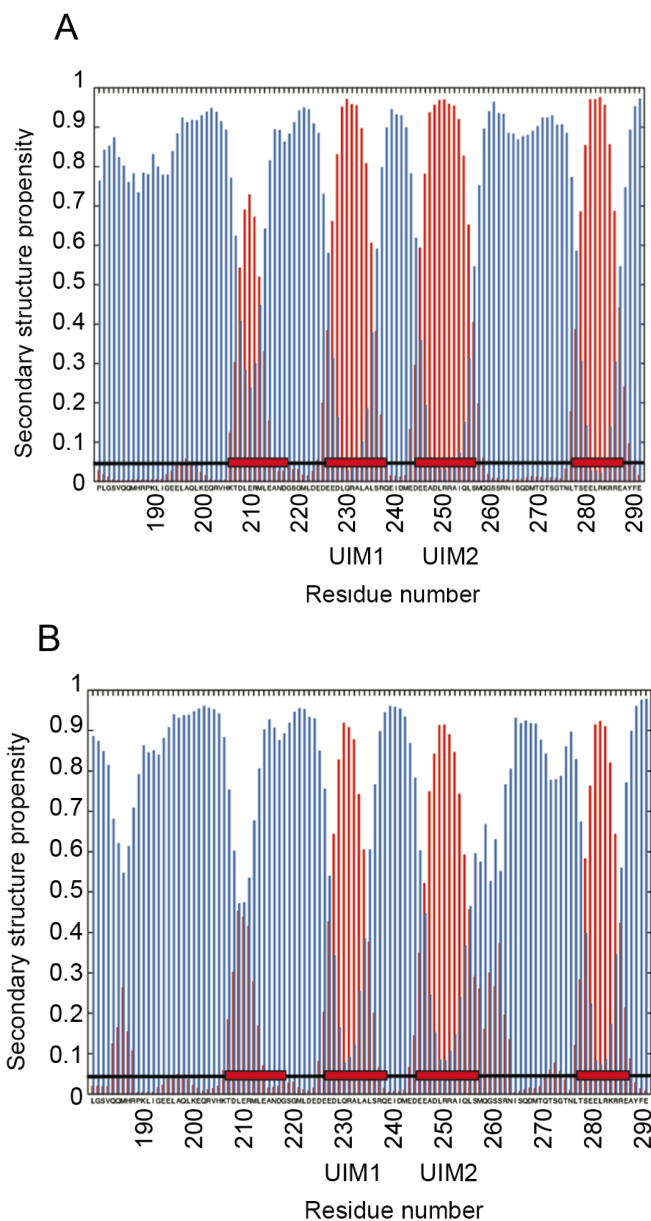 A
Secondary structure propensity
1
0.9
0.8
0.7
0.6
0.5
0.4
0.3
0.2
0.1
0
PLGSVQQMHRPKLIGEELAQLKEQRVHKTDLERMLEANDGSGMLDEDEEDLQRALALSRQEIDMEDEEADLRRAIQLSMQGSSRNISQDMTQTSGTNLTSEELRKRREAYFE
190 200 210 220 230 240 250 260 270 280 290
UIM1 UIM2
Residue number
B
Secondary structure propensity
1
0.9
0.8
0.7
0.6
0.5
0.4
0.3
0.2
0.1
0
LGSVQQMHRPKLIGEELAQLKEQRVHKTDLERMLEANDGSGMLDEDEEDLQRALALSRQEIDMEDEEADLRRAIQLSMQGSSRNISQDMTQTSGTNLTSEELRKRREAYFE
190 200 210 220 230 240 250 260 270 280 290
UIM1 UIM2
Residue number